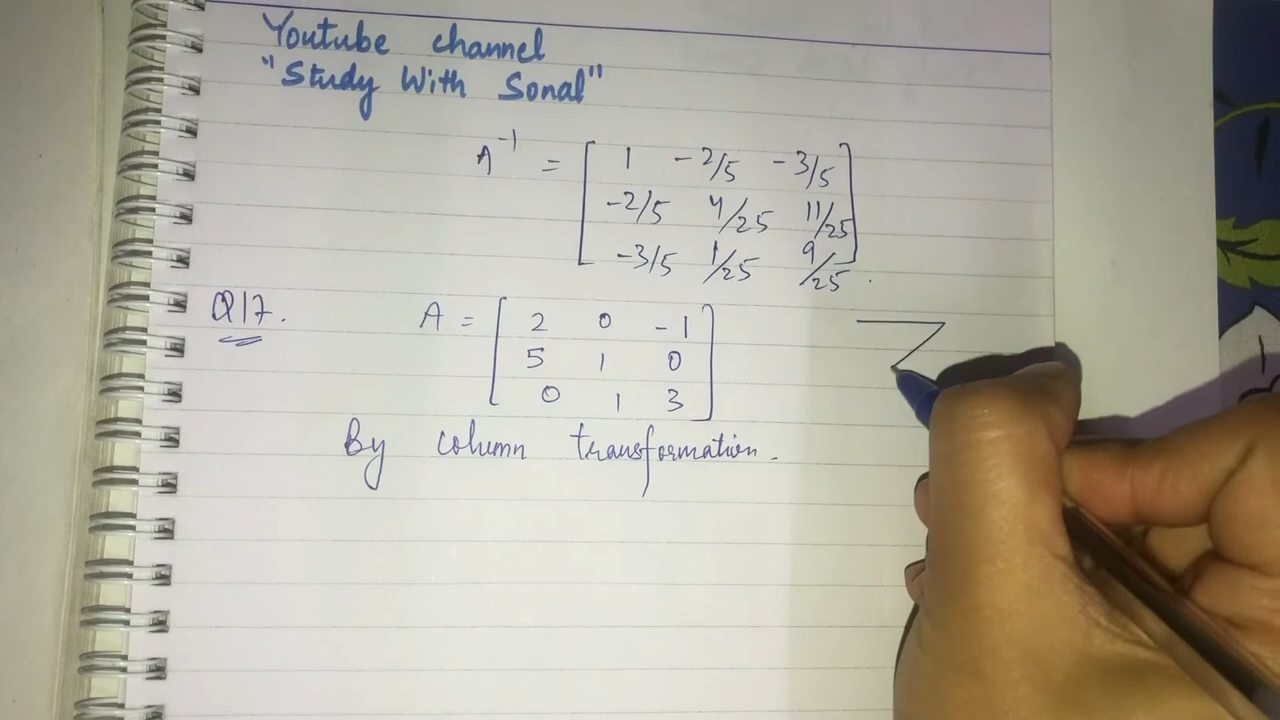 Youtube channel
"Study With Sonal"
A⁻¹ = [ 1 -2/5 -3/5
-2/5 4/25 11/25
-3/5 1/25 9/25 ].
Q17. A = [ 2 0 -1
5 1 0
0 1 3 ]
By column transformation.